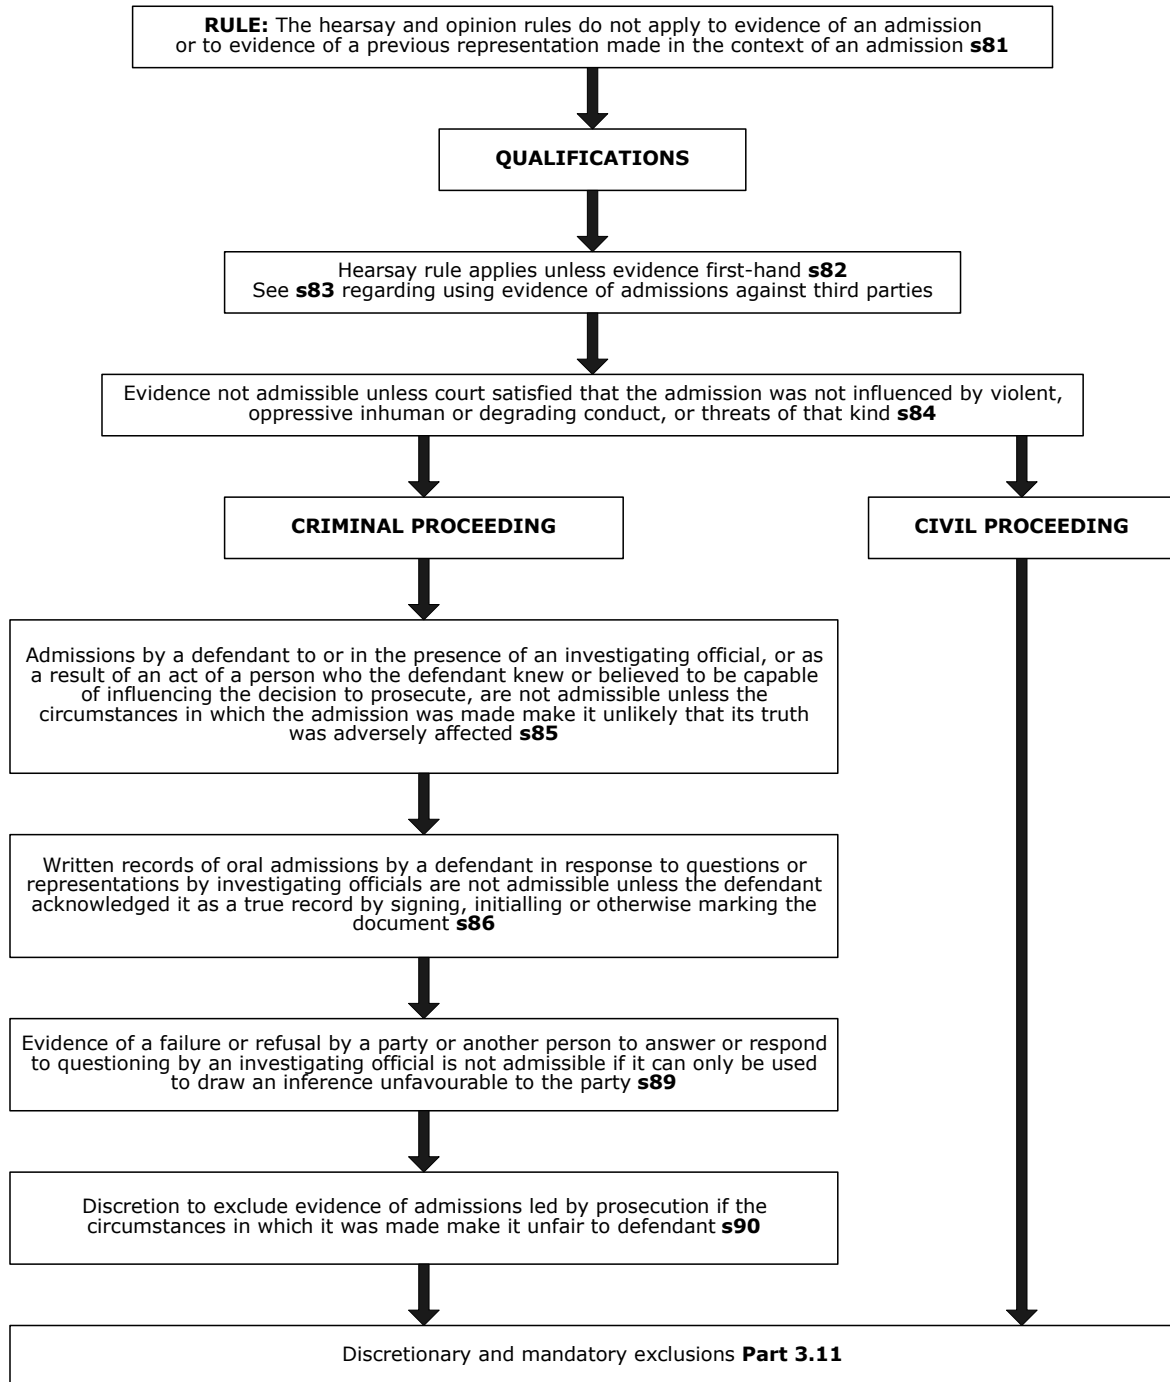 RULE: The hearsay and opinion rules do not apply to evidence of an admission
or to evidence of a previous representation made in the context of an admission s81
QUALIFICATIONS
Hearsay rule applies unless evidence first-hand s82
See s83 regarding using evidence of admissions against third parties
Evidence not admissible unless court satisfied that the admission was not influenced by violent,
oppressive inhuman or degrading conduct, or threats of that kind s84
CRIMINAL PROCEEDING
CIVIL PROCEEDING
Admissions by a defendant to or in the presence of an investigating official, or as
a result of an act of a person who the defendant knew or believed to be capable
of influencing the decision to prosecute, are not admissible unless the
circumstances in which the admission was made make it unlikely that its truth
was adversely affected s85
Written records of oral admissions by a defendant in response to questions or
representations by investigating officials are not admissible unless the defendant
acknowledged it as a true record by signing, initialling or otherwise marking the
document s86
Evidence of a failure or refusal by a party or another person to answer or respond
to questioning by an investigating official is not admissible if it can only be used
to draw an inference unfavourable to the party s89
Discretion to exclude evidence of admissions led by prosecution if the
circumstances in which it was made make it unfair to defendant s90
Discretionary and mandatory exclusions Part 3.11